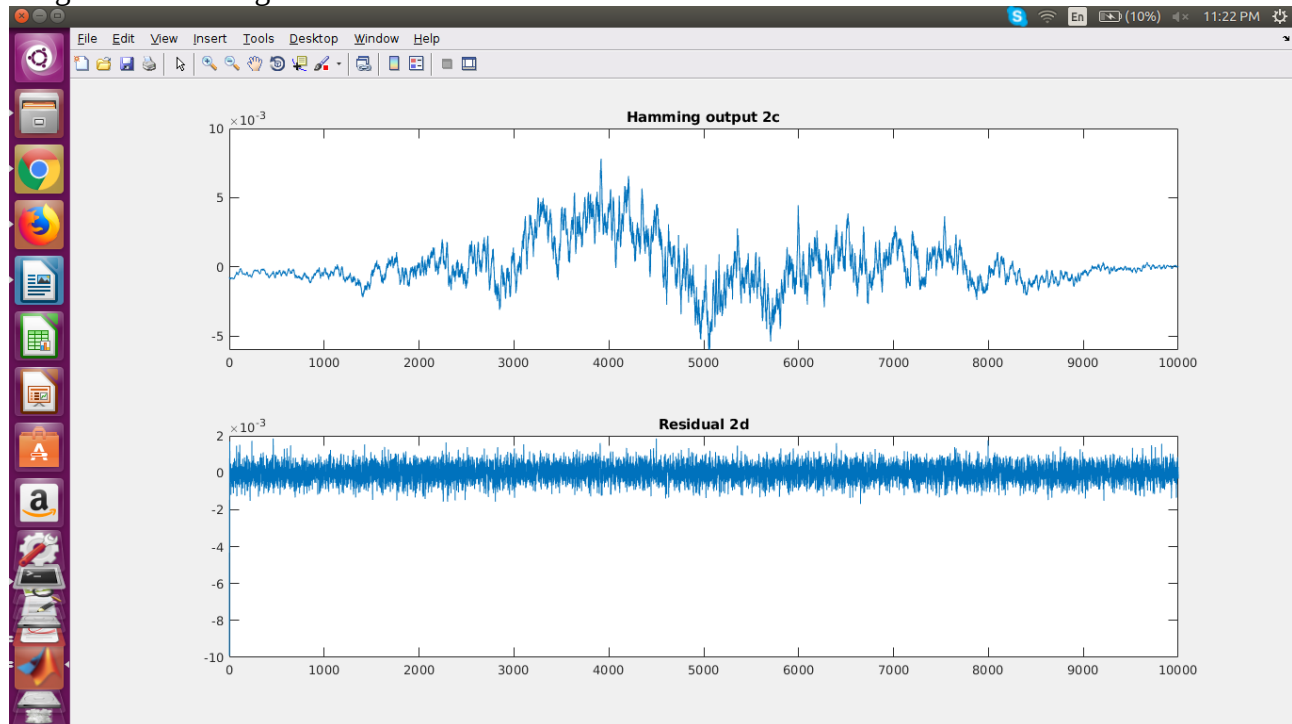 En (10%) 11:22 PM
File Edit View Insert Tools Desktop Window Help
Hamming output 2c
×10-3
10
5
0
-5
0 1000 2000 3000 4000 5000 6000 7000 8000 9000 10000
Residual 2d
×10-3
2
0
-2
-4
-6
-8
-10
0 1000 2000 3000 4000 5000 6000 7000 8000 9000 10000